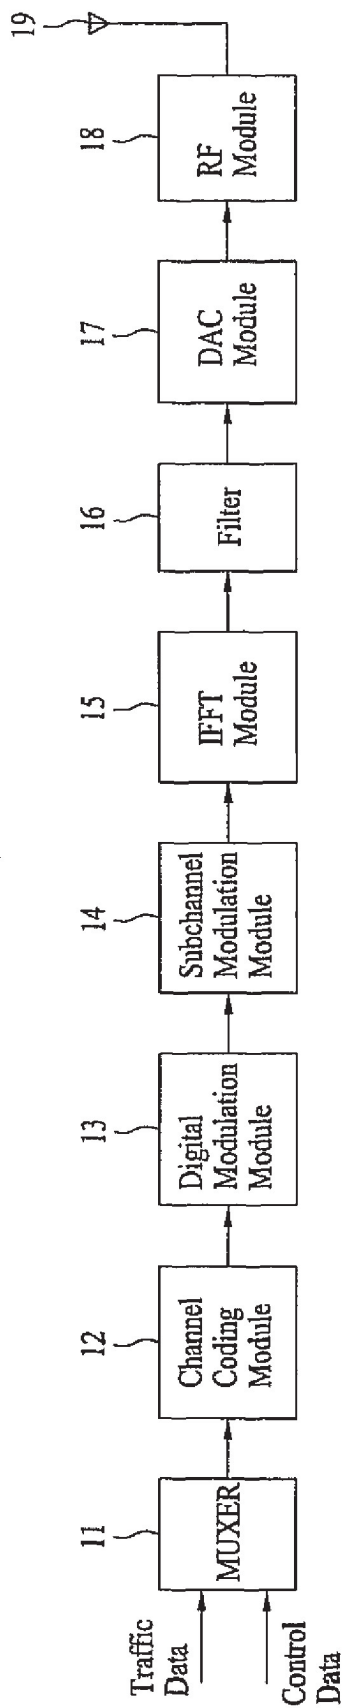 Traffic
Data
Control
Data
11
MUXER
12
Channel
Coding
Module
13
Digital
Modulation
Module
14
Subchannel
Modulation
Module
15
IFFT
Module
16
Filter
17
DAC
Module
18
RF
Module
19